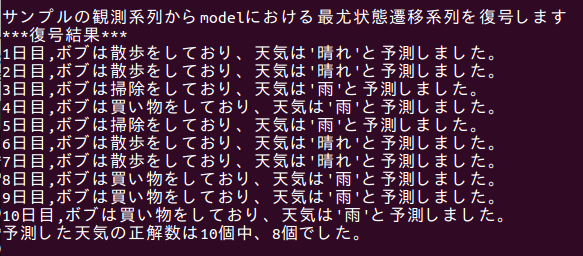 サンプルの観測系列からmodelにおける最尤状態遷移系列を復号します
***復号結果***
1日目,ボブは散歩をしており、天気は'晴れ'と予測しました。
2日目,ボブは散歩をしており、天気は'晴れ'と予測しました。
3日目,ボブは掃除をしており、天気は'雨'と予測しました。
4日目,ボブは買い物をしており、天気は'雨'と予測しました。
5日目,ボブは掃除をしており、天気は'雨'と予測しました。
6日目,ボブは散歩をしており、天気は'晴れ'と予測しました。
7日目,ボブは散歩をしており、天気は'晴れ'と予測しました。
8日目,ボブは買い物をしており、天気は'雨'と予測しました。
9日目,ボブは買い物をしており、天気は'雨'と予測しました。
10日目,ボブは買い物をしており、天気は'雨'と予測しました。
予測した天気の正解数は10個中、8個でした。